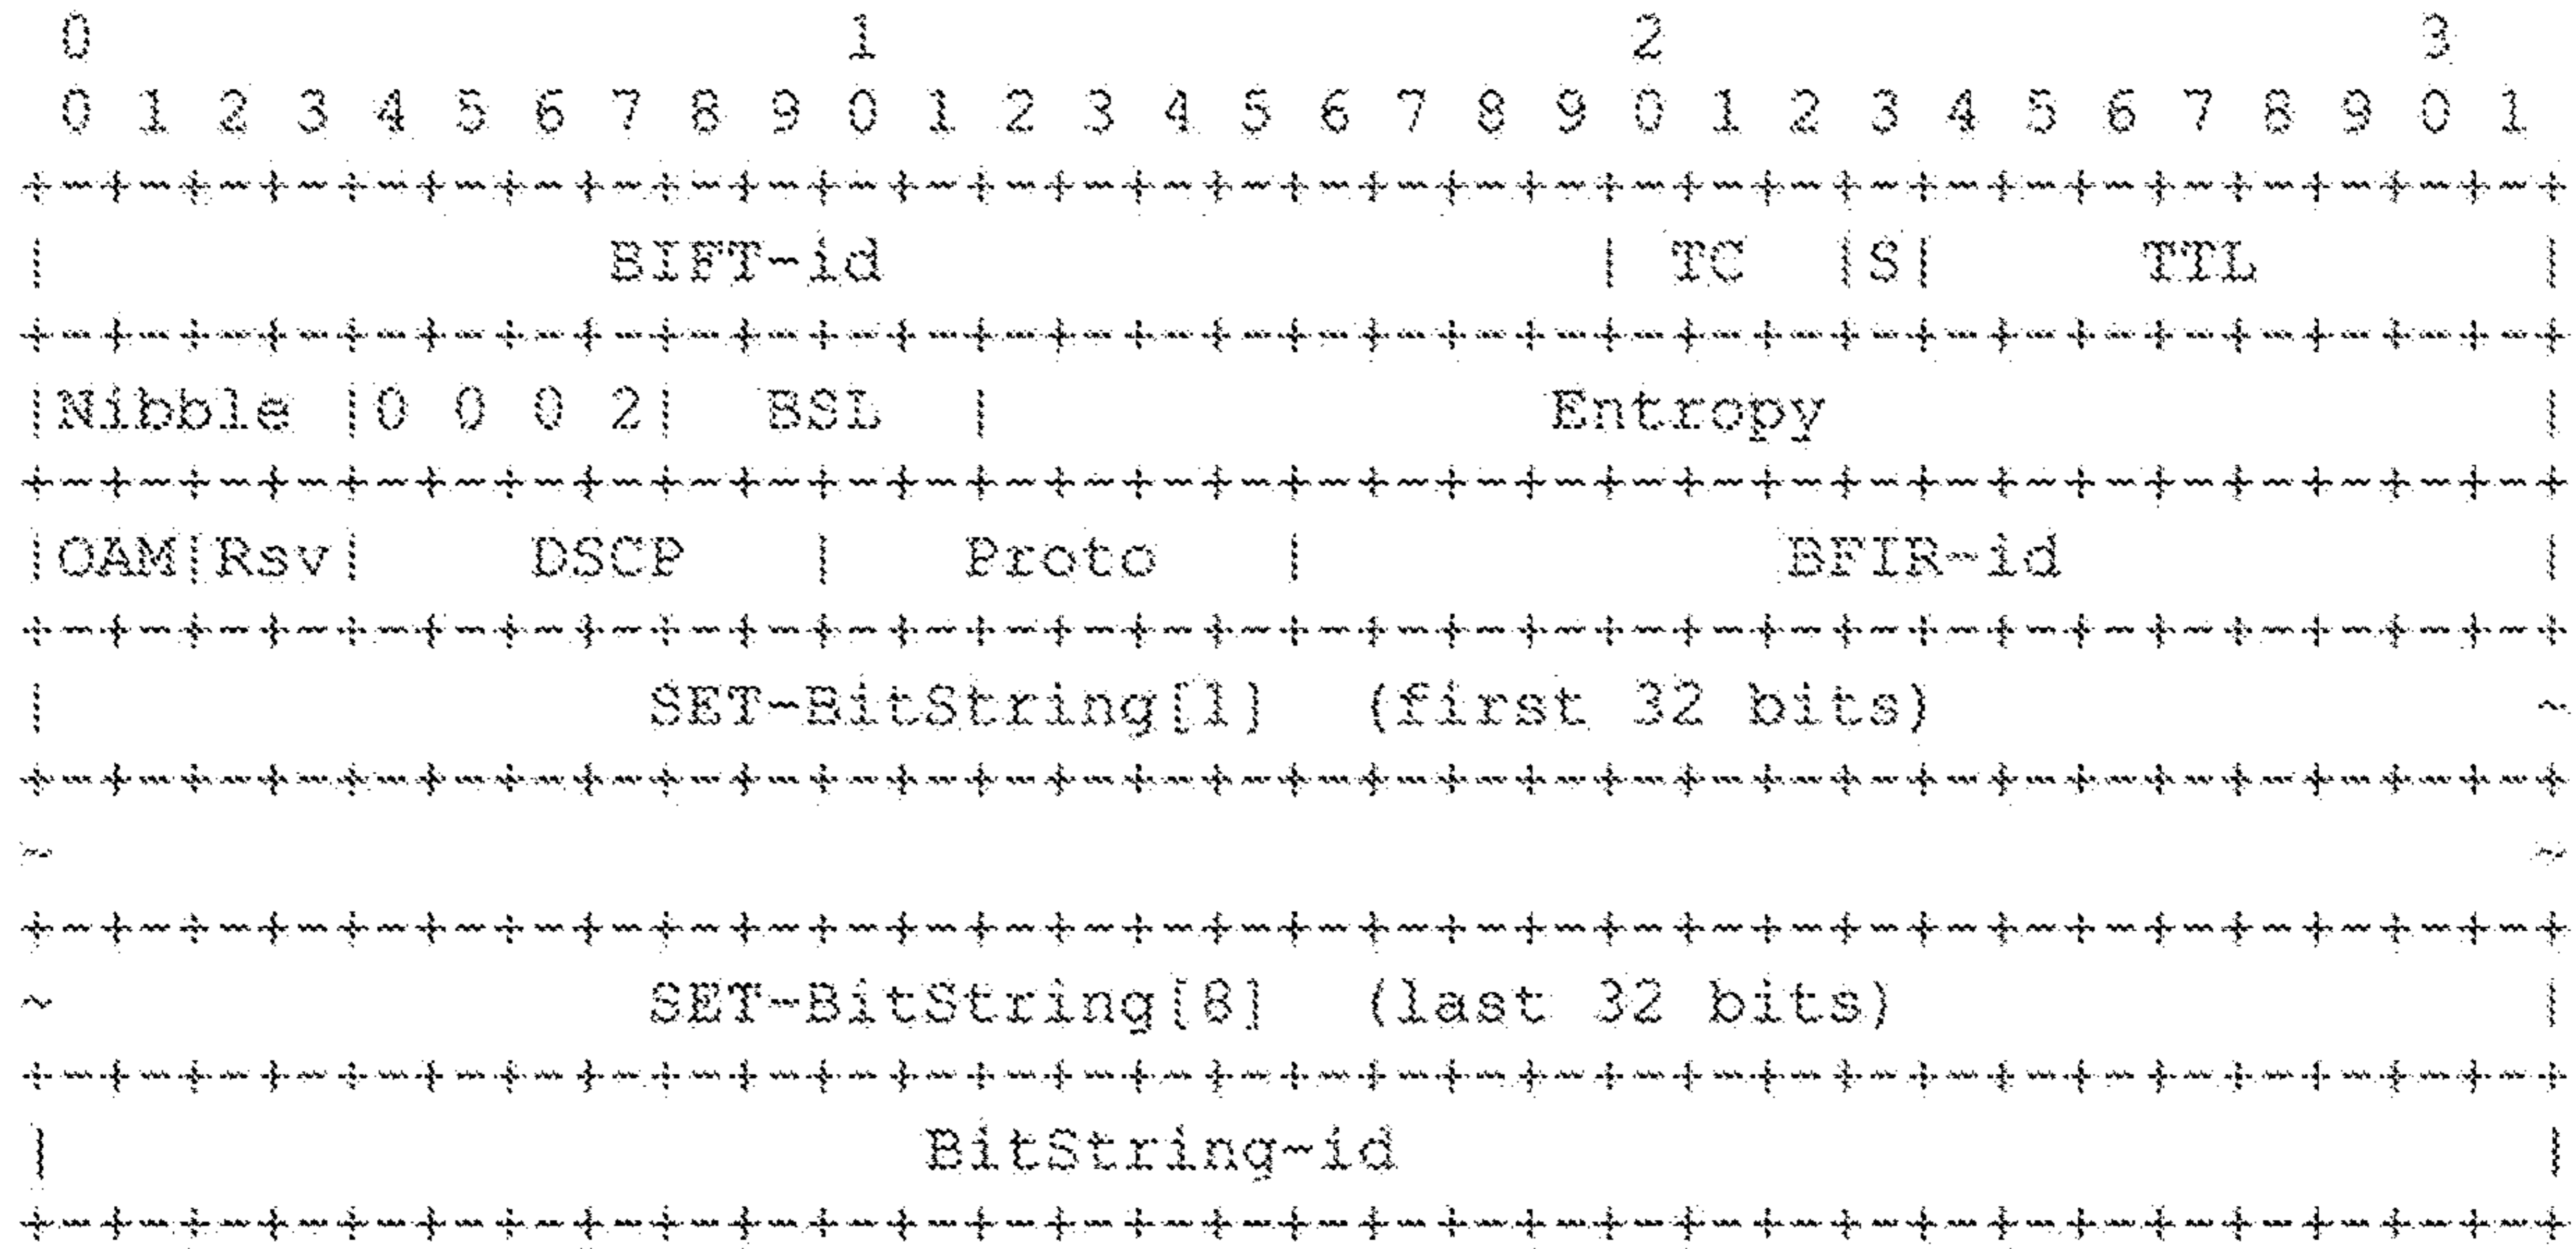 0                   1                   2                   3
 0 1 2 3 4 5 6 7 8 9 0 1 2 3 4 5 6 7 8 9 0 1 2 3 4 5 6 7 8 9 0 1
+-+-+-+-+-+-+-+-+-+-+-+-+-+-+-+-+-+-+-+-+-+-+-+-+-+-+-+-+-+-+-+-+
|              BIFT-id                  | TC  |S|     TTL       |
+-+-+-+-+-+-+-+-+-+-+-+-+-+-+-+-+-+-+-+-+-+-+-+-+-+-+-+-+-+-+-+-+
|Nibble |0 0 0 2|  BSL  |              Entropy                  |
+-+-+-+-+-+-+-+-+-+-+-+-+-+-+-+-+-+-+-+-+-+-+-+-+-+-+-+-+-+-+-+-+
|OAM|Rsv|    DSCP   |   Proto   |            BFIR-id            |
+-+-+-+-+-+-+-+-+-+-+-+-+-+-+-+-+-+-+-+-+-+-+-+-+-+-+-+-+-+-+-+-+
|               SET-BitString[1]  (first 32 bits)               ~
+-+-+-+-+-+-+-+-+-+-+-+-+-+-+-+-+-+-+-+-+-+-+-+-+-+-+-+-+-+-+-+-+
~                                                               ~
+-+-+-+-+-+-+-+-+-+-+-+-+-+-+-+-+-+-+-+-+-+-+-+-+-+-+-+-+-+-+-+-+
~               SET-BitString[8]  (last 32 bits)                |
+-+-+-+-+-+-+-+-+-+-+-+-+-+-+-+-+-+-+-+-+-+-+-+-+-+-+-+-+-+-+-+-+
|                      BitString-id                             |
+-+-+-+-+-+-+-+-+-+-+-+-+-+-+-+-+-+-+-+-+-+-+-+-+-+-+-+-+-+-+-+-+